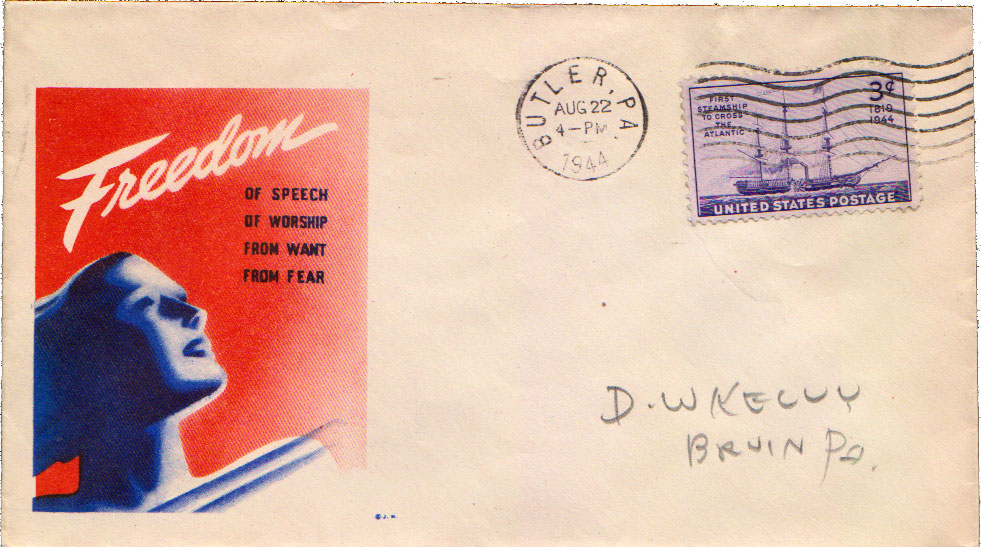 Freedom
OF SPEECH
OF WORSHIP
FROM WANT
FROM FEAR
© J. H.
BUTLER, PA.
AUG 22
4-PM
1944
FIRST
STEAMSHIP
TO CROSS
THE
ATLANTIC
3¢
1819
1944
UNITED STATES POSTAGE
D. W KELLY
BRUIN Pa.